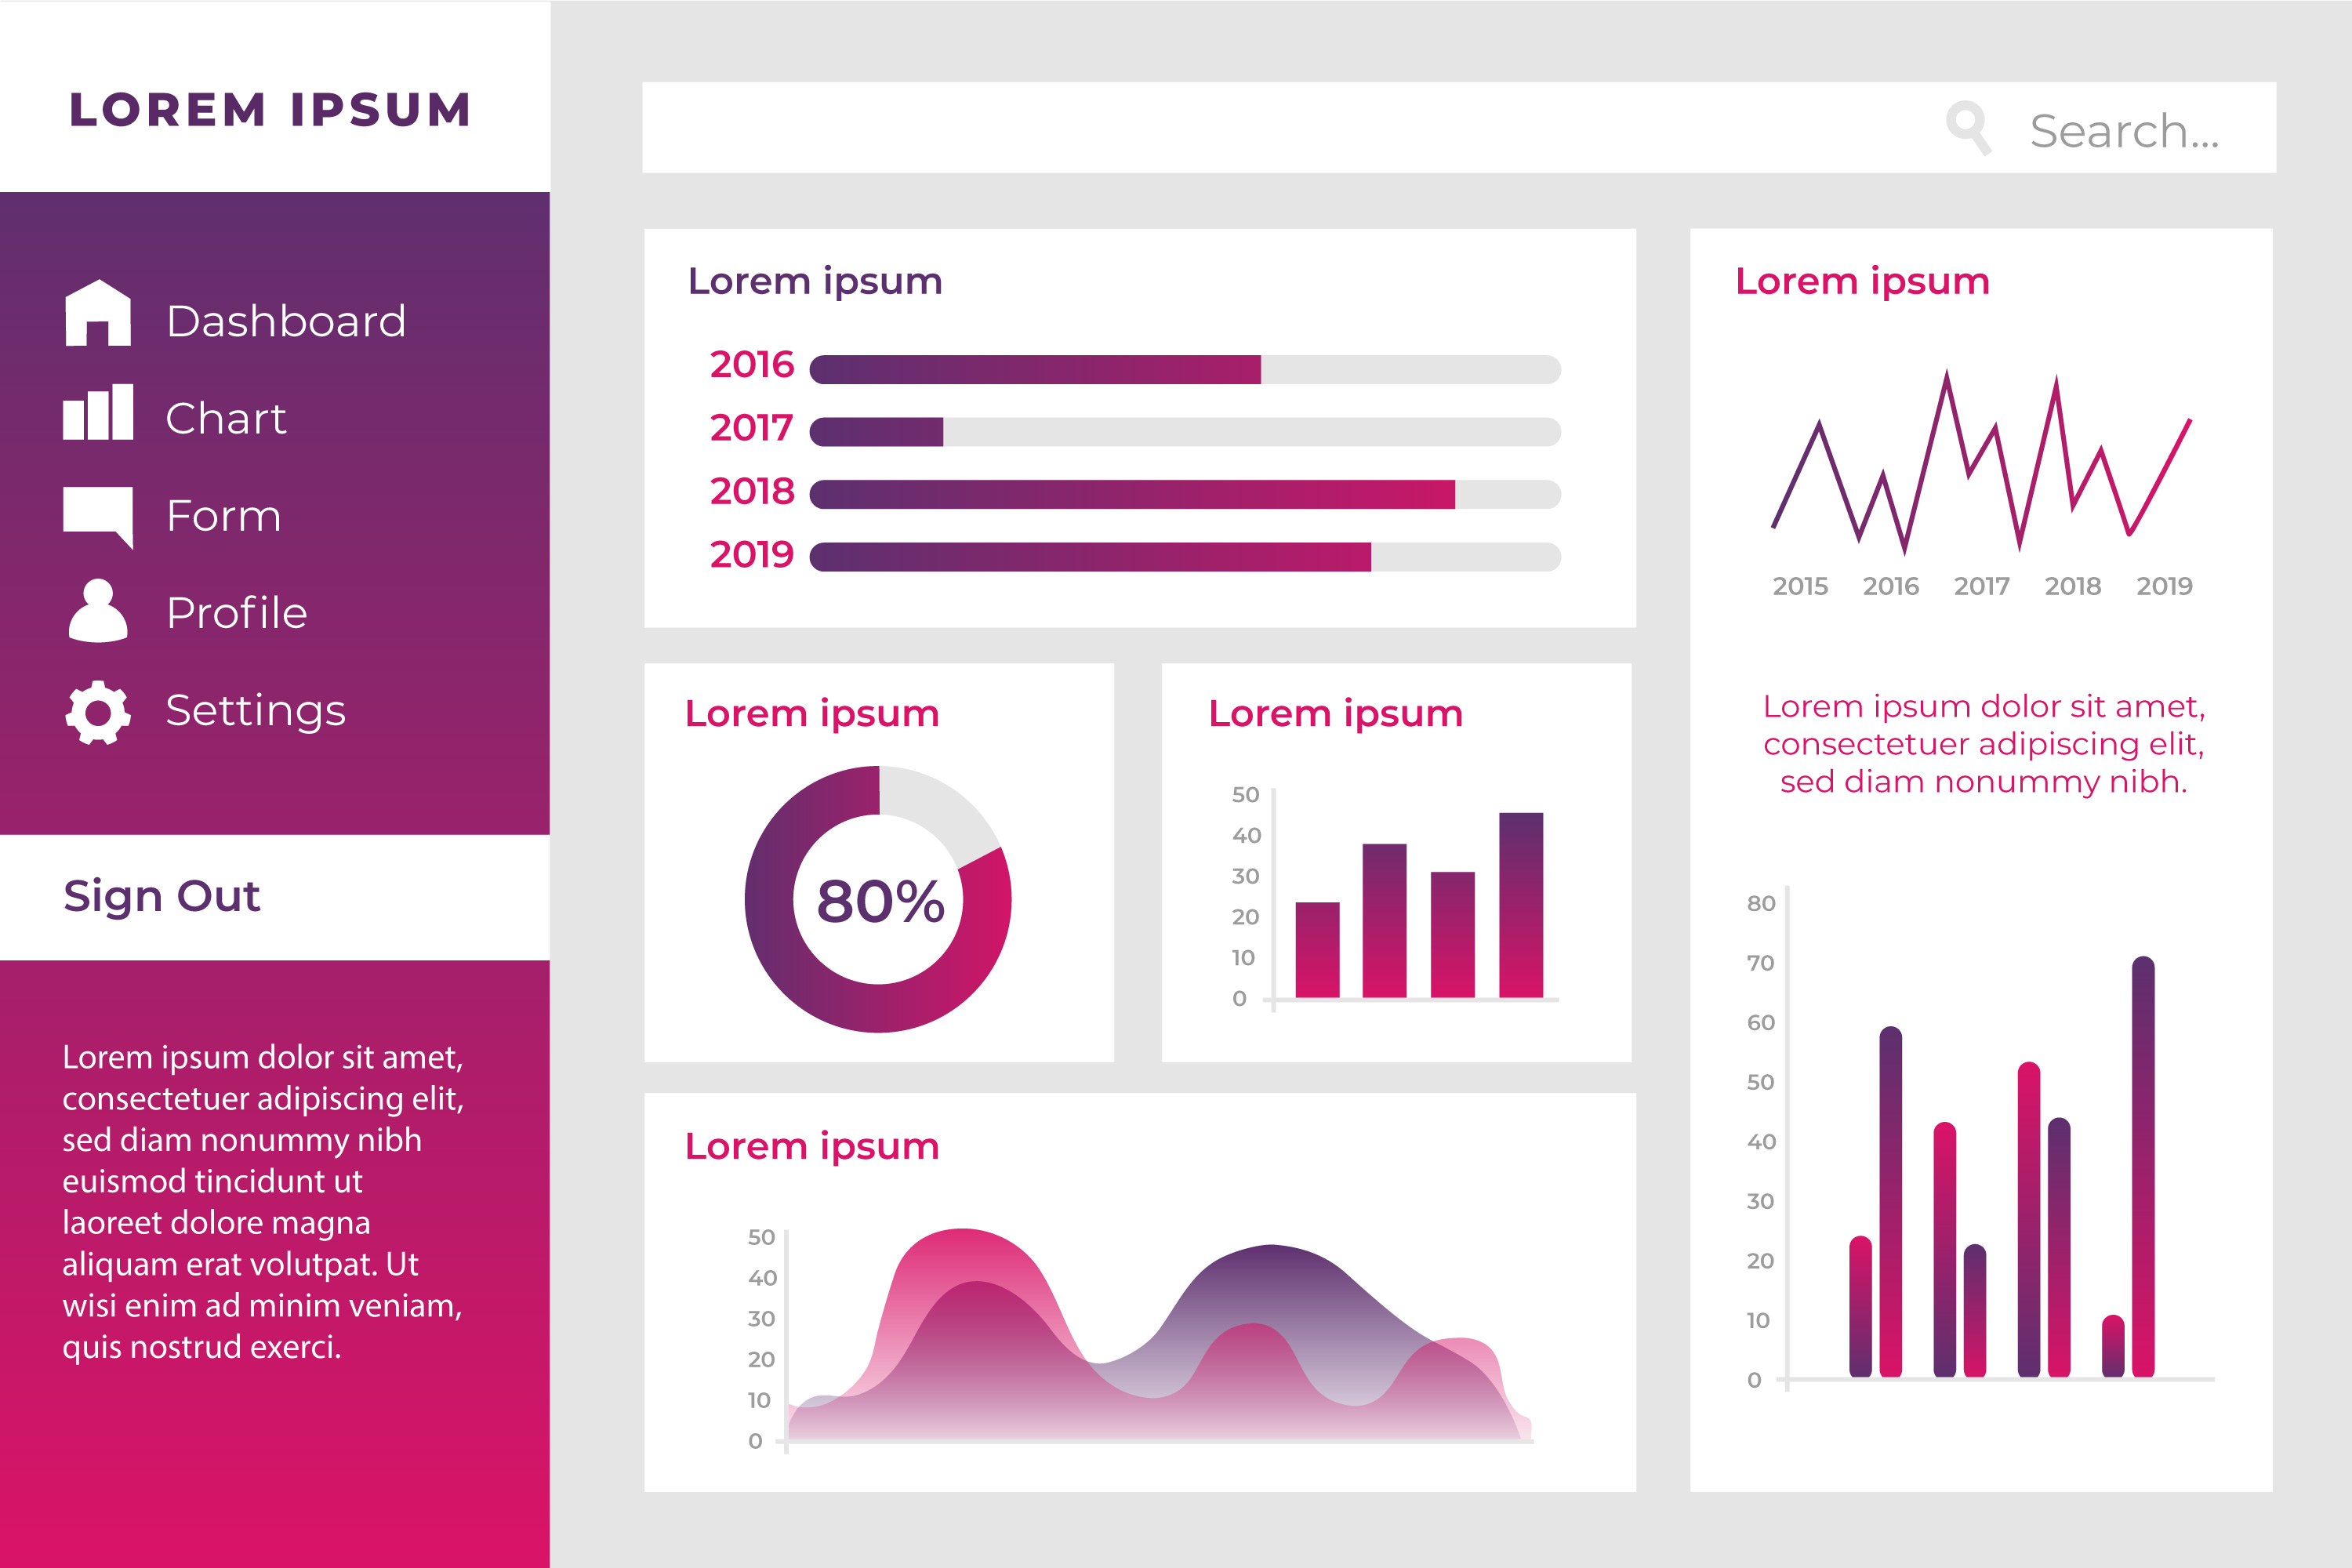 LOREM IPSUM
Dashboard
Chart
Form
Profile
Settings
Sign Out
Lorem ipsum dolor sit amet,
consectetuer adipiscing elit,
sed diam nonummy nibh
euismod tincidunt ut
laoreet dolore magna
aliquam erat volutpat. Ut
wisi enim ad minim veniam,
quis nostrud exerci.
Search...
Lorem ipsum
2016
2017
2018
2019
Lorem ipsum
80%
Lorem ipsum
50
40
30
20
10
0
Lorem ipsum
50
40
30
20
10
0
Lorem ipsum
2015 2016 2017 2018 2019
Lorem ipsum dolor sit amet,
consectetuer adipiscing elit,
sed diam nonummy nibh.
80
70
60
50
40
30
20
10
0